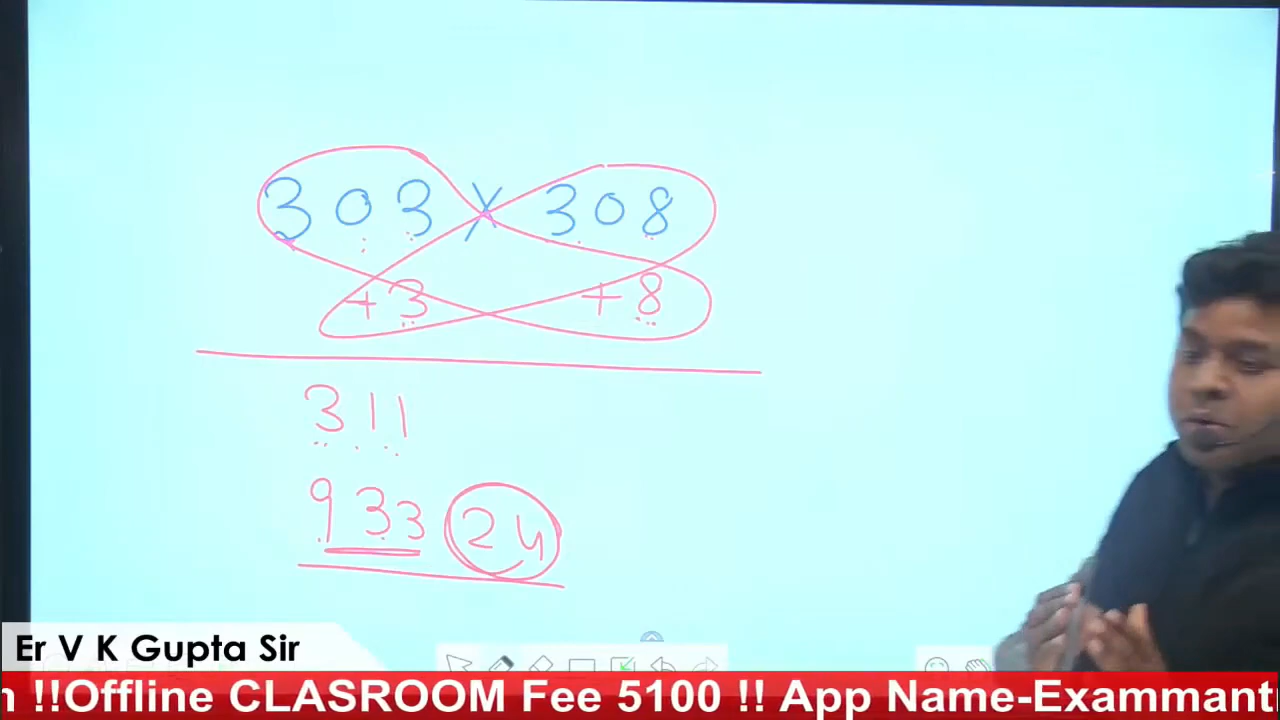 303 x 308
+3 +8
311
933 24
Er V K Gupta Sir
!!Offline CLASROOM Fee 5100 !! App Name-Exammant